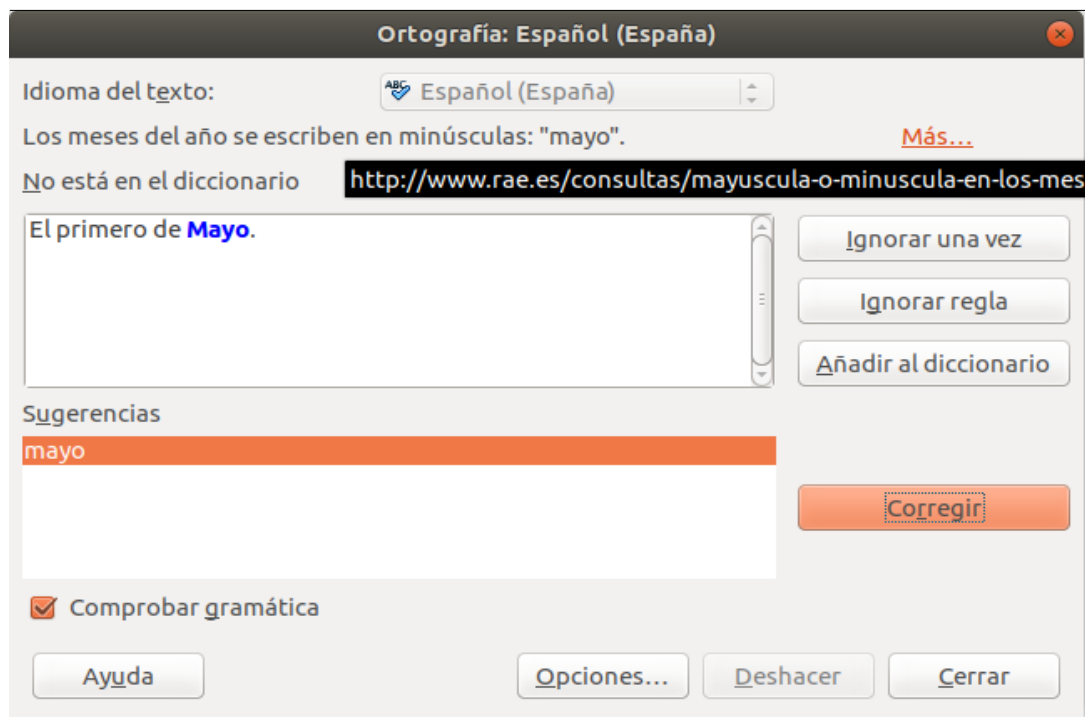 Ortografía: Español (España)
Idioma del texto:
ABC Español (España)
Los meses del año se escriben en minúsculas: "mayo".
Más...
No está en el diccionario
http://www.rae.es/consultas/mayuscula-o-minuscula-en-los-mes
El primero de Mayo.
Ignorar una vez
Ignorar regla
Añadir al diccionario
Sugerencias
mayo
Corregir
Comprobar gramática
Ayuda
Opciones...
Deshacer
Cerrar